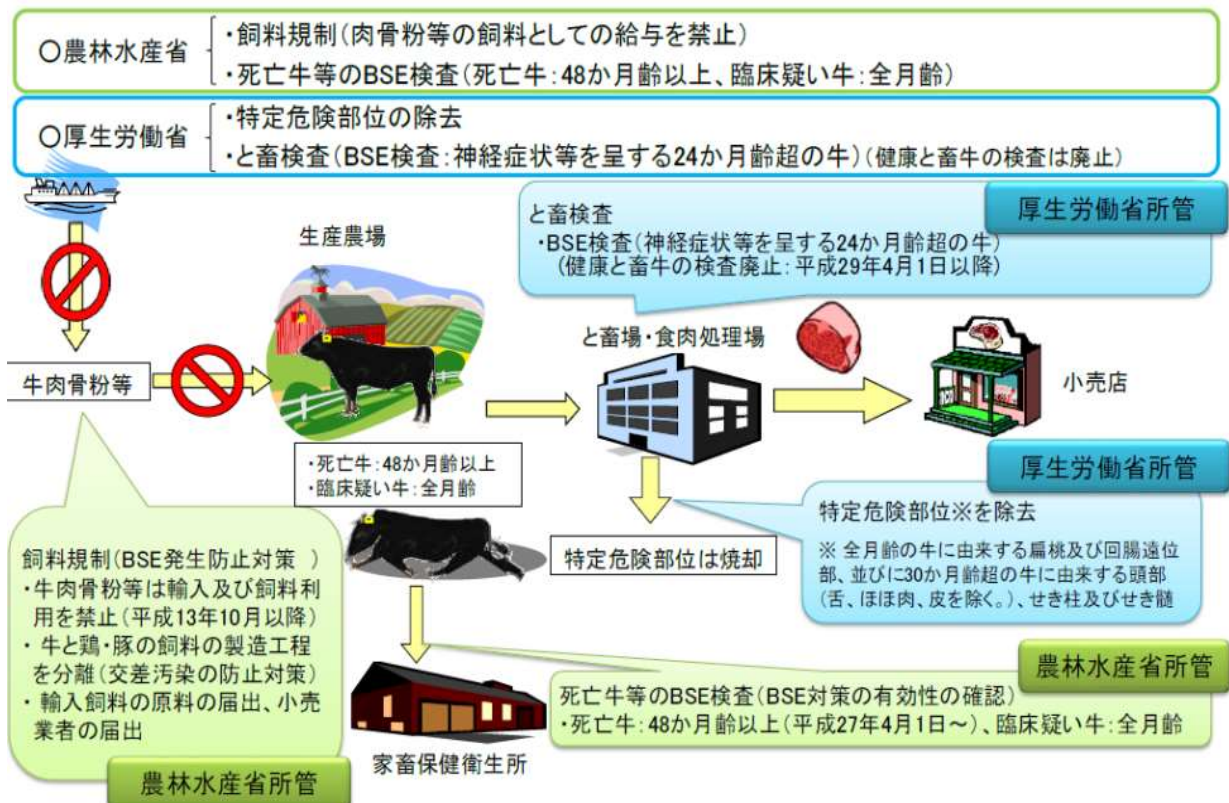 〇農林水産省
・飼料規制(肉骨粉等の飼料としての給与を禁止)
・死亡牛等のBSE検査(死亡牛:48か月齢以上、臨床疑い牛:全月齢)
〇厚生労働省
・特定危険部位の除去
・と畜検査(BSE検査:神経症状等を呈する24か月齢超の牛)(健康と畜牛の検査は廃止)
厚生労働省所管
と畜検査
・BSE検査(神経症状等を呈する24か月齢超の牛)
(健康と畜牛の検査廃止:平成29年4月1日以降)
生産農場
と畜場・食肉処理場
小売店
牛肉骨粉等
・死亡牛:48か月齢以上
・臨床疑い牛:全月齢
厚生労働省所管
特定危険部位※を除去
※ 全月齢の牛に由来する扁桃及び回腸遠位
部、並びに30か月齢超の牛に由来する頭部
(舌、ほほ肉、皮を除く。)、せき柱及びせき髄
特定危険部位は焼却
飼料規制(BSE発生防止対策 )
・牛肉骨粉等は輸入及び飼料利
用を禁止(平成13年10月以降)
・ 牛と鶏・豚の飼料の製造工程
を分離(交差汚染の防止対策)
・ 輸入飼料の原料の届出、小売
業者の届出
農林水産省所管
農林水産省所管
死亡牛等のBSE検査(BSE対策の有効性の確認)
・死亡牛:48か月齢以上(平成27年4月1日~)、臨床疑い牛:全月齢
家畜保健衛生所